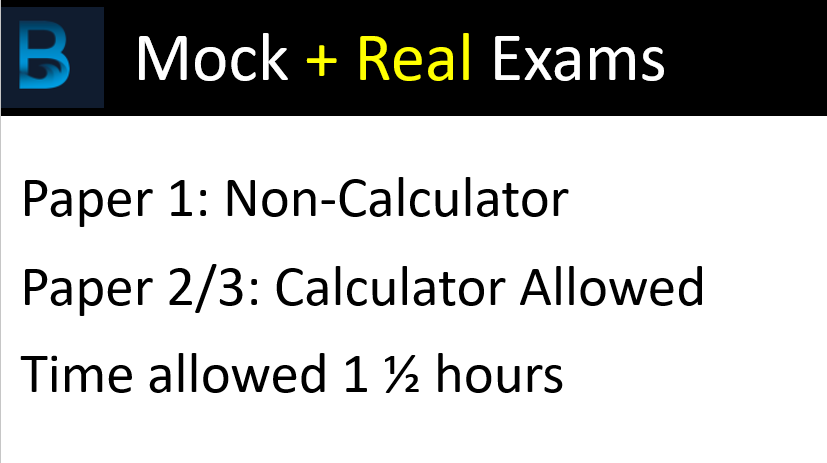 B
Mock + Real Exams
Paper 1: Non-Calculator
Paper 2/3: Calculator Allowed
Time allowed 1 ½ hours